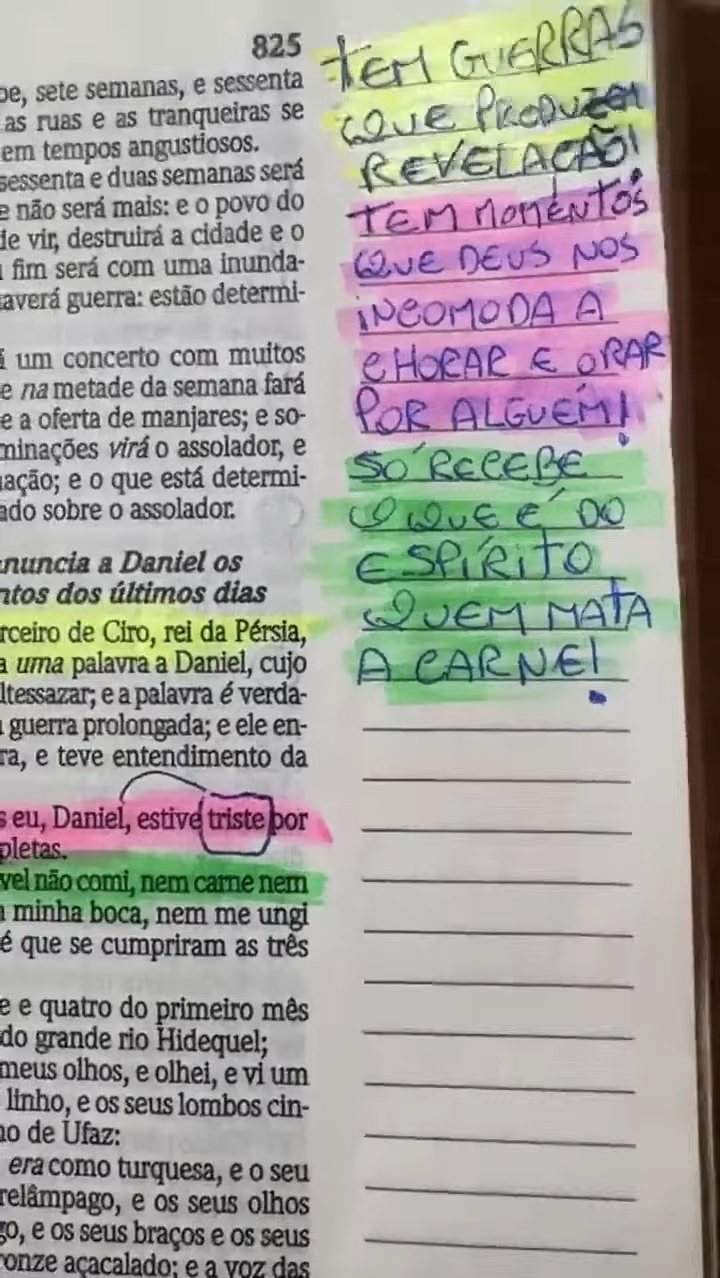 825
pe, sete semanas, e sessenta
as ruas e as tranqueiras se
em tempos angustiosos.
sessenta e duas semanas será
e não será mais: e o povo do
de vir, destruirá a cidade e o
fim será com uma inunda-
averá guerra: estão determi-
um concerto com muitos
e na metade da semana fará
e a oferta de manjares; e so-
minações virá o assolador, e
ação; e o que está determi-
ado sobre o assolador.
nuncia a Daniel os
ntos dos últimos dias
rceiro de Ciro, rei da Pérsia,
a uma palavra a Daniel, cujo
ltessazar; e a palavra é verda-
guerra prolongada; e ele en-
ra, e teve entendimento da
s eu, Daniel, estive triste por
pletas.
vel não comi, nem carne nem
minha boca, nem me ungi
é que se cumpriram as três
e e quatro do primeiro mês
do grande rio Hidequel;
meus olhos, e olhei, e vi um
linho, e os seus lombos cin-
no de Ufaz:
era como turquesa, e o seu
relâmpago, e os seus olhos
go, e os seus braços e os seus
ronze açacalado; e a voz das
TEM GUERRAS
QUE PRODUZEM
REVELAÇÃO!
TEM MOMENTOS
QUE DEUS NOS
INCOMODA A
CHORAR E ORAR
POR ALGUÉM!
SÓ RECEBE
O QUE É DO
ESPÍRITO
QUEM MATA
A CARNE!